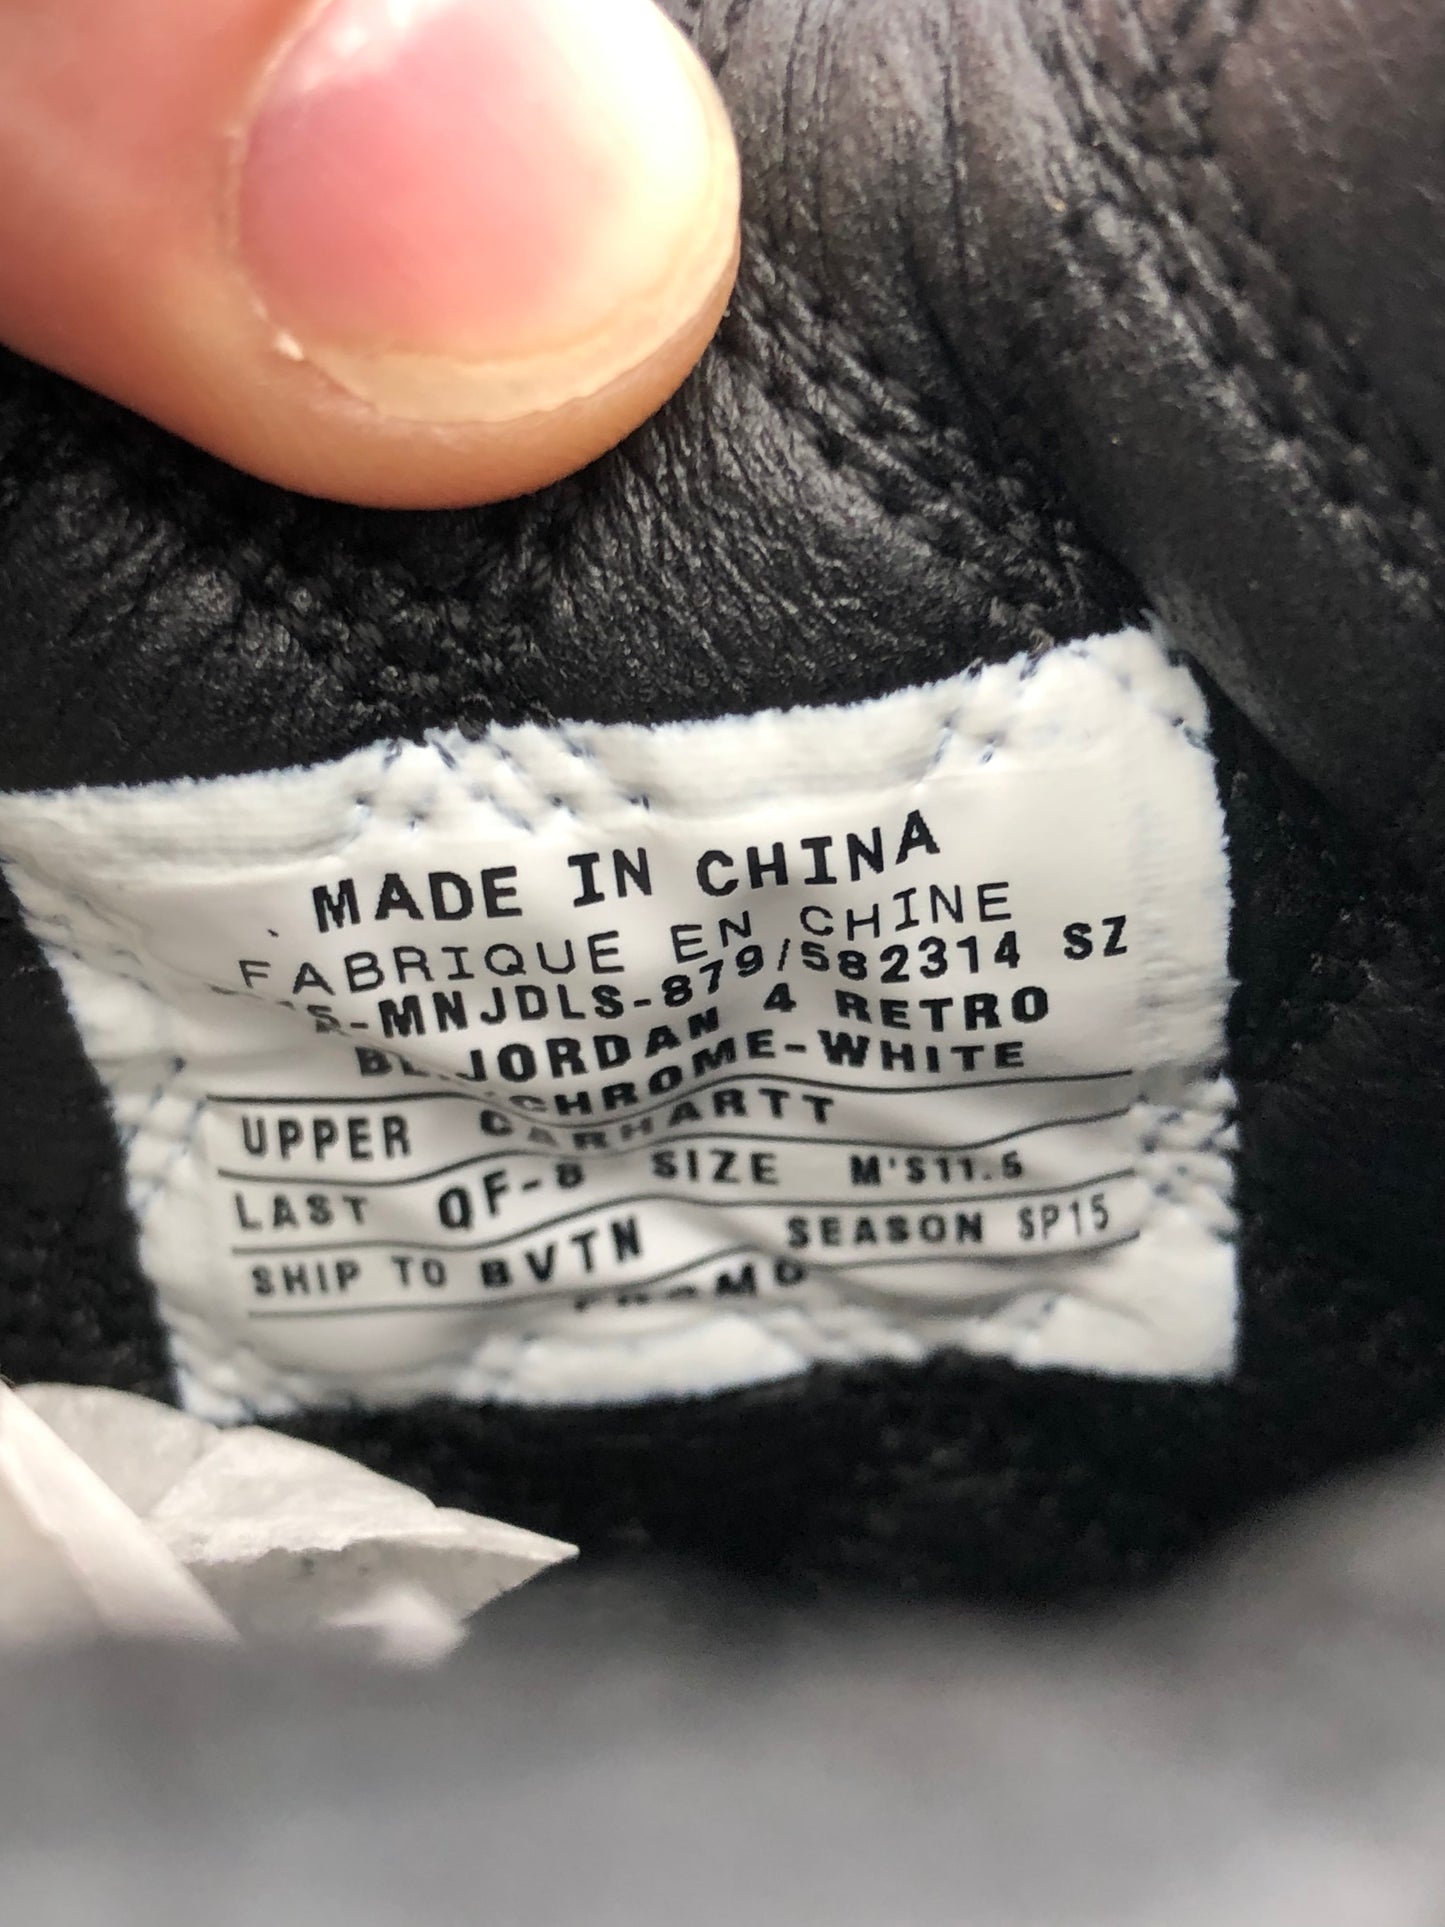 MADE IN CHINA
FABRIQUE EN CHINE
S-MNJDLS-879/582314 SZ
JORDAN 4 RETRO
CHROME-WHITE
UPPER CARHARTT
LAST QF-8 SIZE M'S11.5
SHIP TO BVTN SEASON SP15